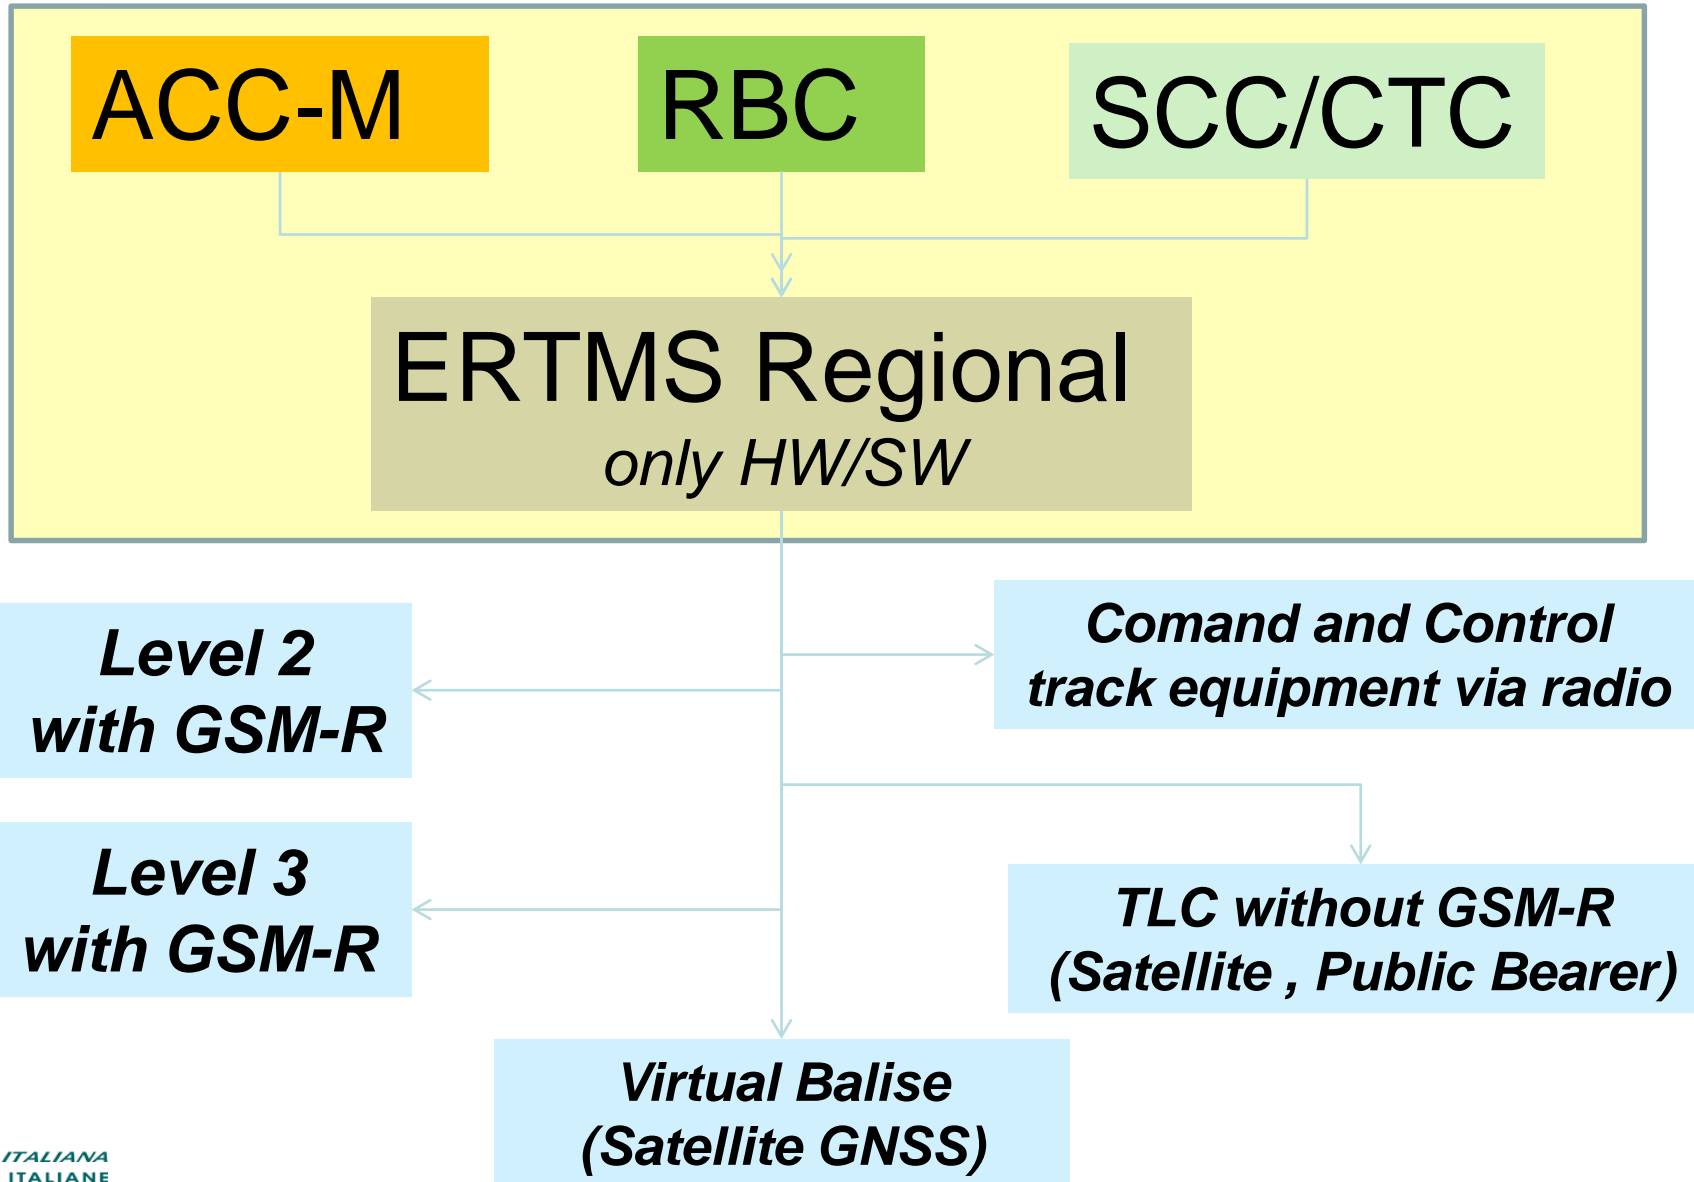 ACC-M
RBC
SCC/CTC
ERTMS Regional
only HW/SW
Level 2
with GSM-R
Comand and Control
track equipment via radio
Level 3
with GSM-R
TLC without GSM-R
(Satellite , Public Bearer)
Virtual Balise
(Satellite GNSS)
ITALIANA
ITALIANE